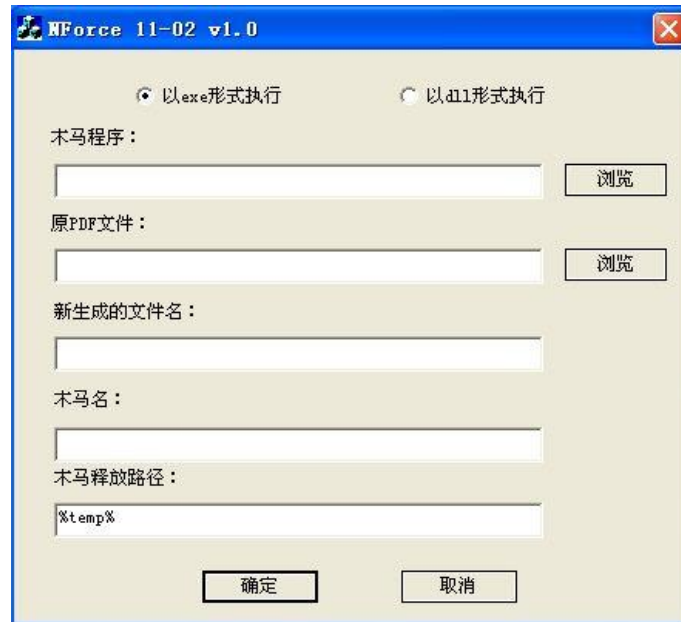 NForce 11-02 v1.0
以exe形式执行 以dll形式执行
木马程序：
浏览
原PDF文件：
浏览
新生成的文件名：
木马名：
木马释放路径：
%temp%
确定 取消